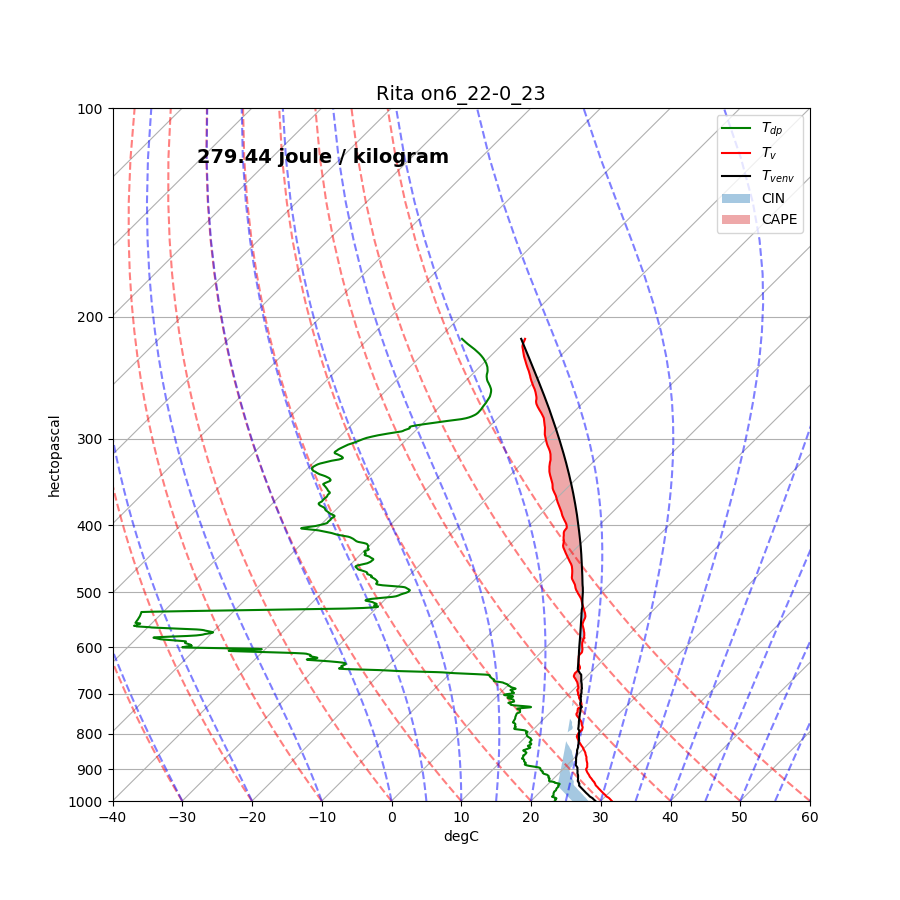 Rita on6_22-0_23
279.44 joule / kilogram
T_dp
T_v
T_venv
CIN
CAPE
hectopascal
100
200
300
400
500
600
700
800
900
1000
−40
−30
−20
−10
0
10
20
30
40
50
60
degC